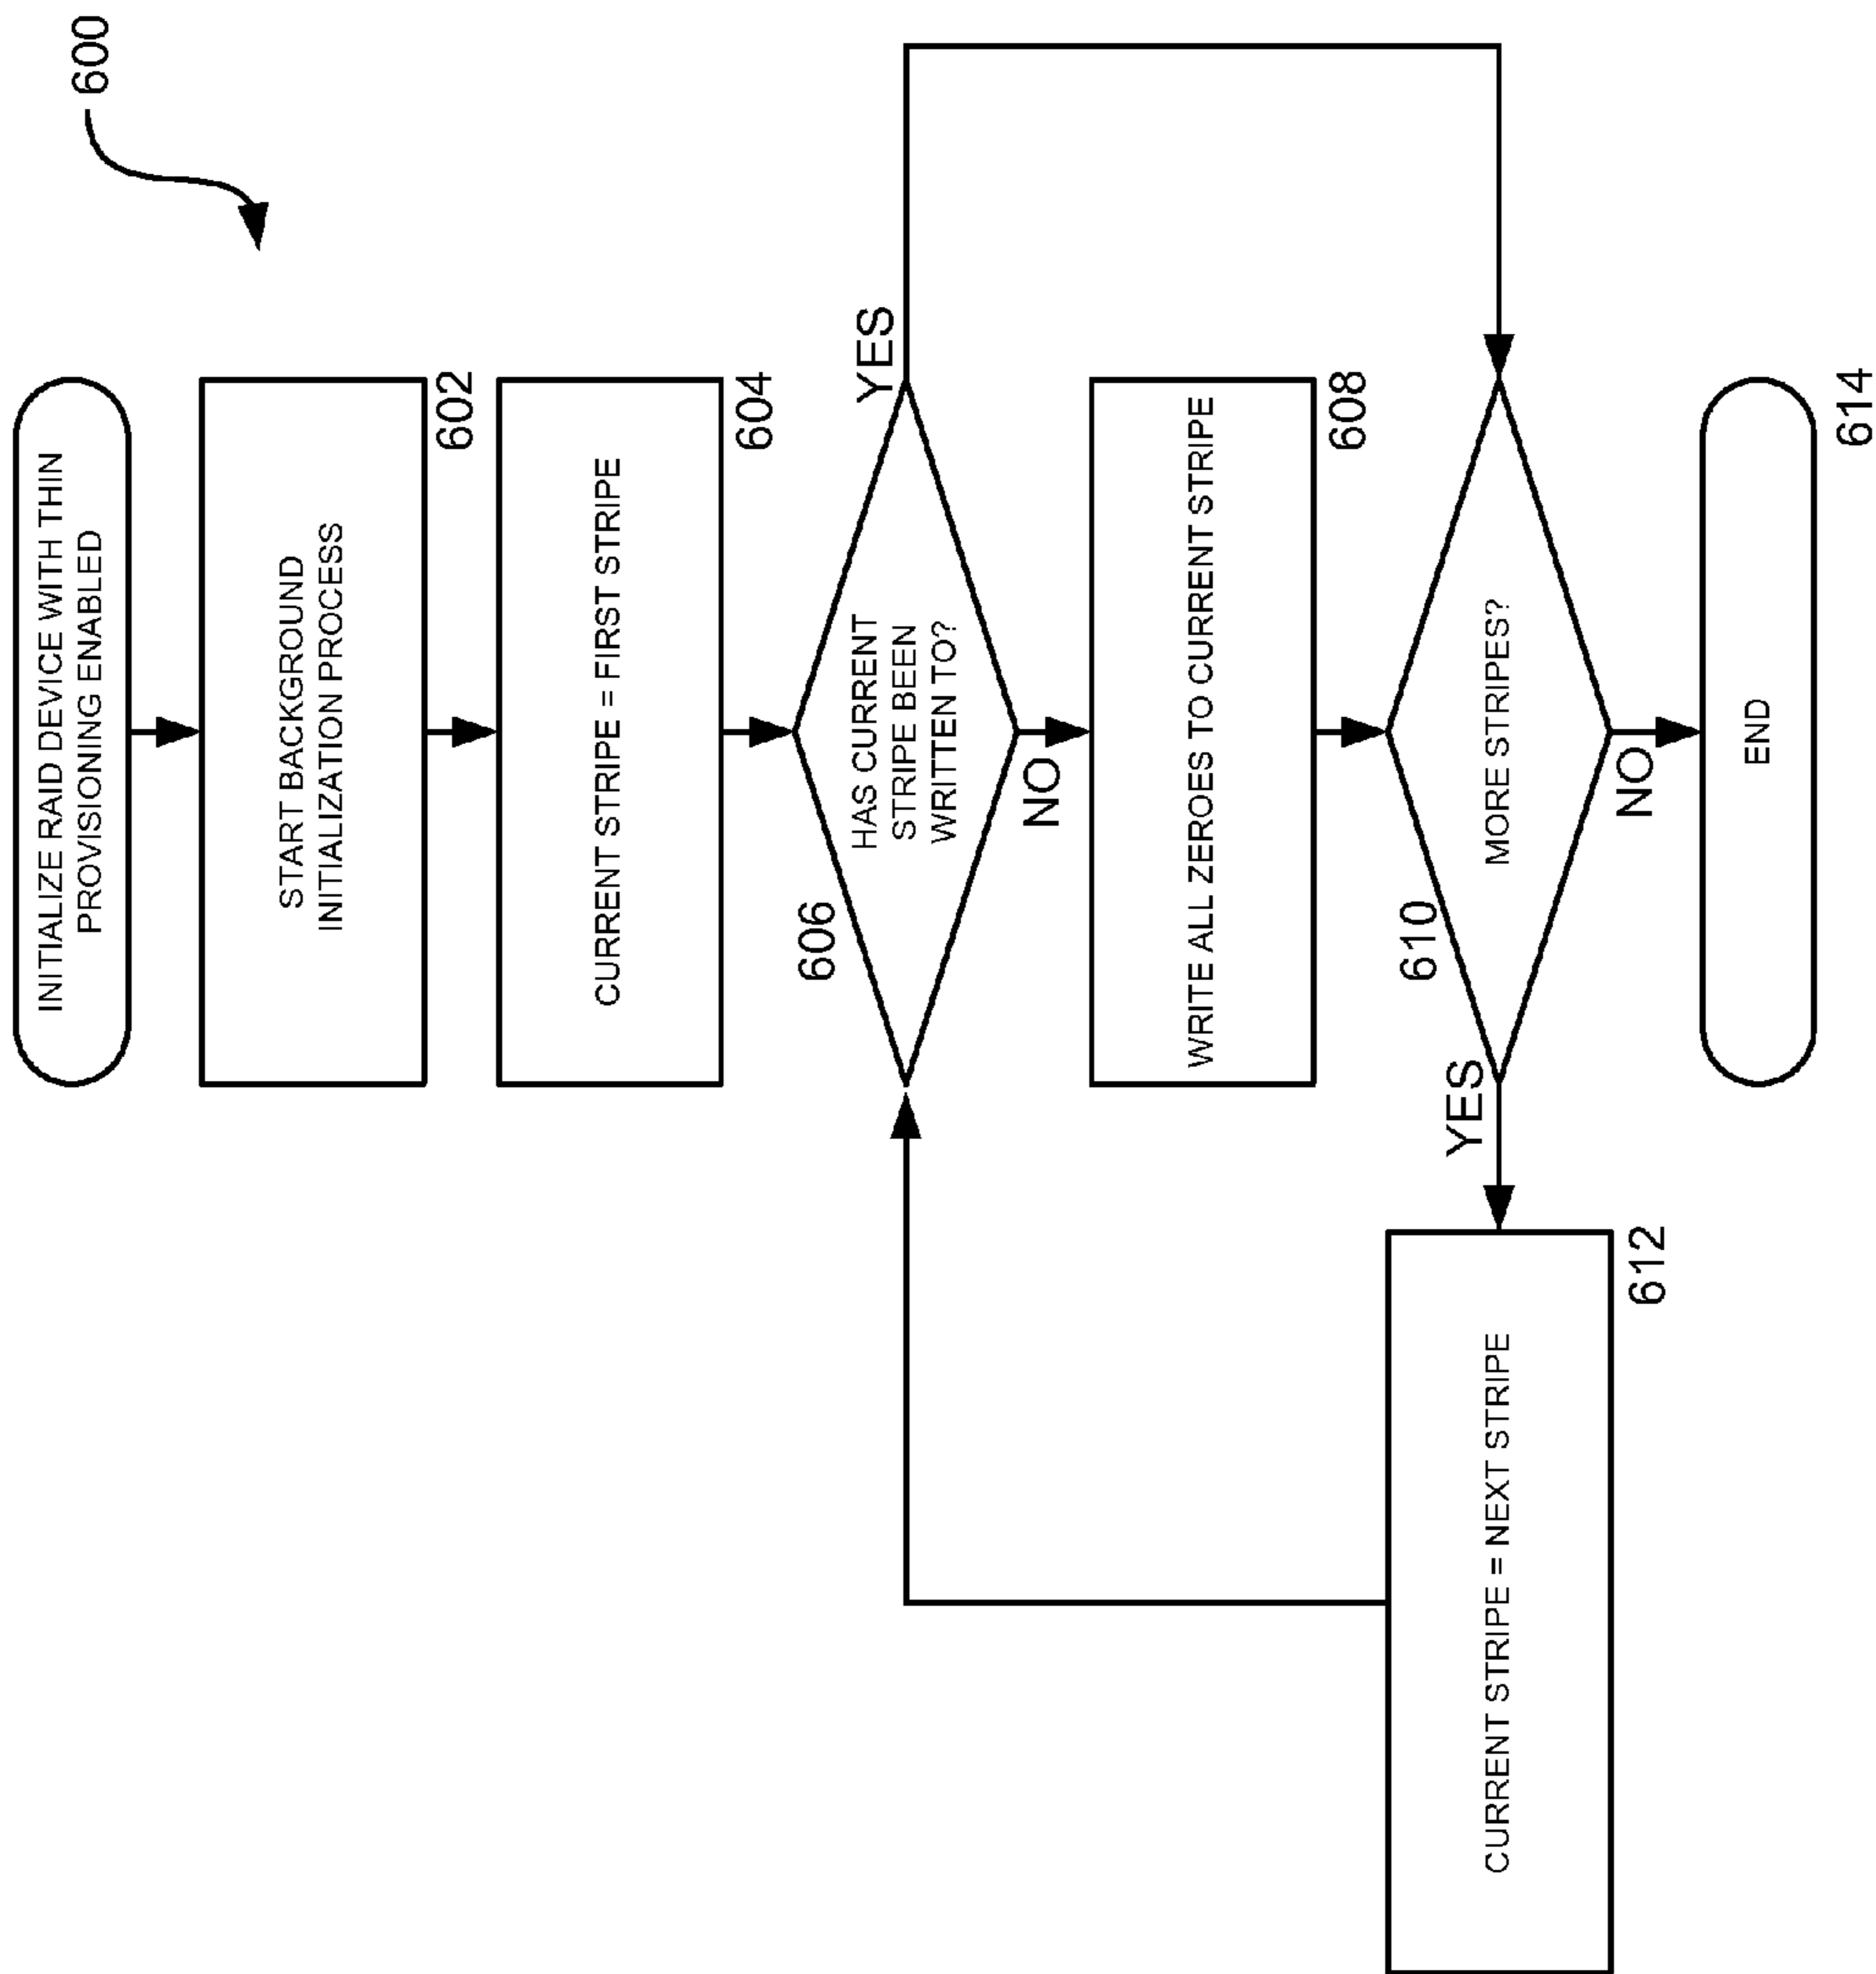 600
INITIALIZE RAID DEVICE WITH THIN
PROVISIONING ENABLED
START BACKGROUND
INITIALIZATION PROCESS
602
CURRENT STRIPE = FIRST STRIPE
604
606
HAS CURRENT
STRIPE BEEN
WRITTEN TO?
YES
NO
WRITE ALL ZEROES TO CURRENT STRIPE
608
610
MORE STRIPES?
YES
NO
CURRENT STRIPE = NEXT STRIPE
612
END
614